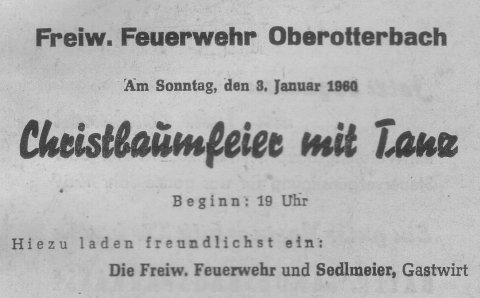 Freiw. Feuerwehr Oberotterbach
Am Sonntag, den 3. Januar 1960
Christbaumfeier mit Tanz
Beginn: 19 Uhr
Hiezu laden freundlichst ein:
Die Freiw. Feuerwehr und Sedlmeier, Gastwirt